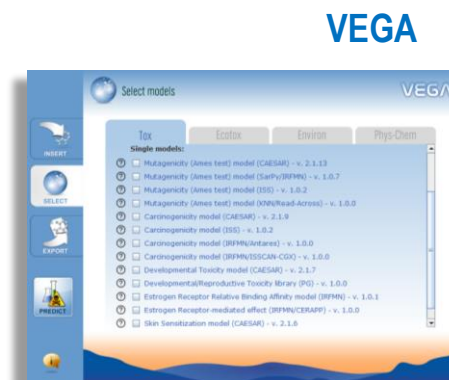 VEGA
Select models
VEGA
Tox Ecotox Environ Phys-Chem
Single models:
INSERT
Mutagenicity (Ames test) model (CAESAR) - v. 2.1.13
Mutagenicity (Ames test) model (SarPy/IRFMN) - v. 1.0.7
Mutagenicity (Ames test) model (ISS) - v. 1.0.2
Mutagenicity (Ames test) model (KNN/Read-Across) - v. 1.0.0
SELECT
Carcinogenicity model (CAESAR) - v. 2.1.9
Carcinogenicity model (ISS) - v. 1.0.2
Carcinogenicity model (IRFMN/Antares) - v. 1.0.0
EXPORT
Carcinogenicity model (IRFMN/ISSCAN-CGX) - v. 1.0.0
Developmental Toxicity model (CAESAR) - v. 2.1.7
Developmental/Reproductive Toxicity library (PG) - v. 1.0.0
Estrogen Receptor Relative Binding Affinity model (IRFMN) - v. 1.0.1
PREDICT
Estrogen Receptor-mediated effect (IRFMN/CERAPP) - v. 1.0.0
Skin Sensitization model (CAESAR) - v. 2.1.6